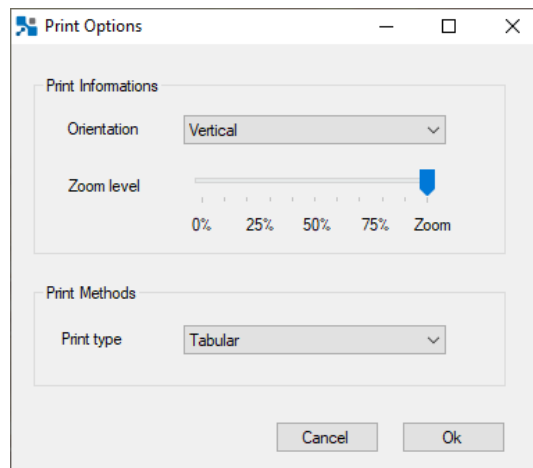 Print Options
Print Informations
Orientation
Vertical
Zoom level
0% 25% 50% 75% Zoom
Print Methods
Print type
Tabular
Cancel Ok